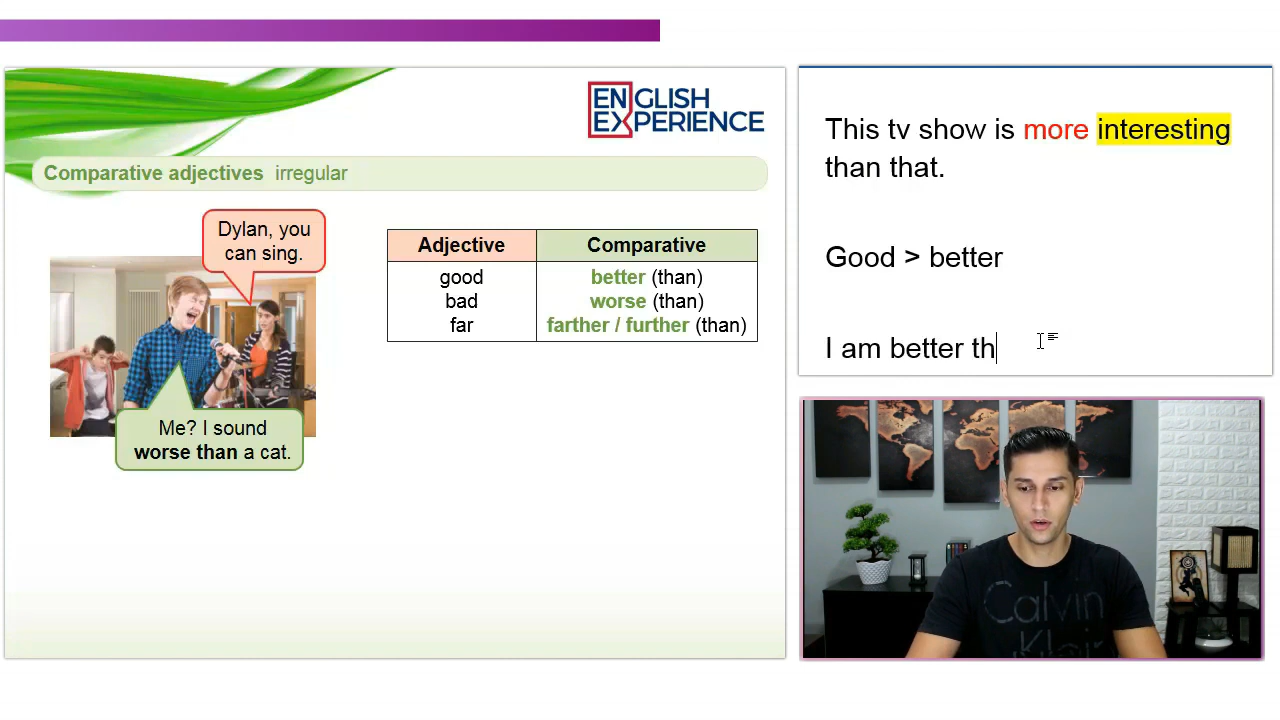 ENGLISH
EXPERIENCE
Comparative adjectives irregular
Dylan, you
can sing.
Me? I sound
worse than a cat.
Adjective Comparative
good better (than)
bad worse (than)
far farther / further (than)
This tv show is more interesting
than that.
Good > better
I am better th
Calvin
Klein